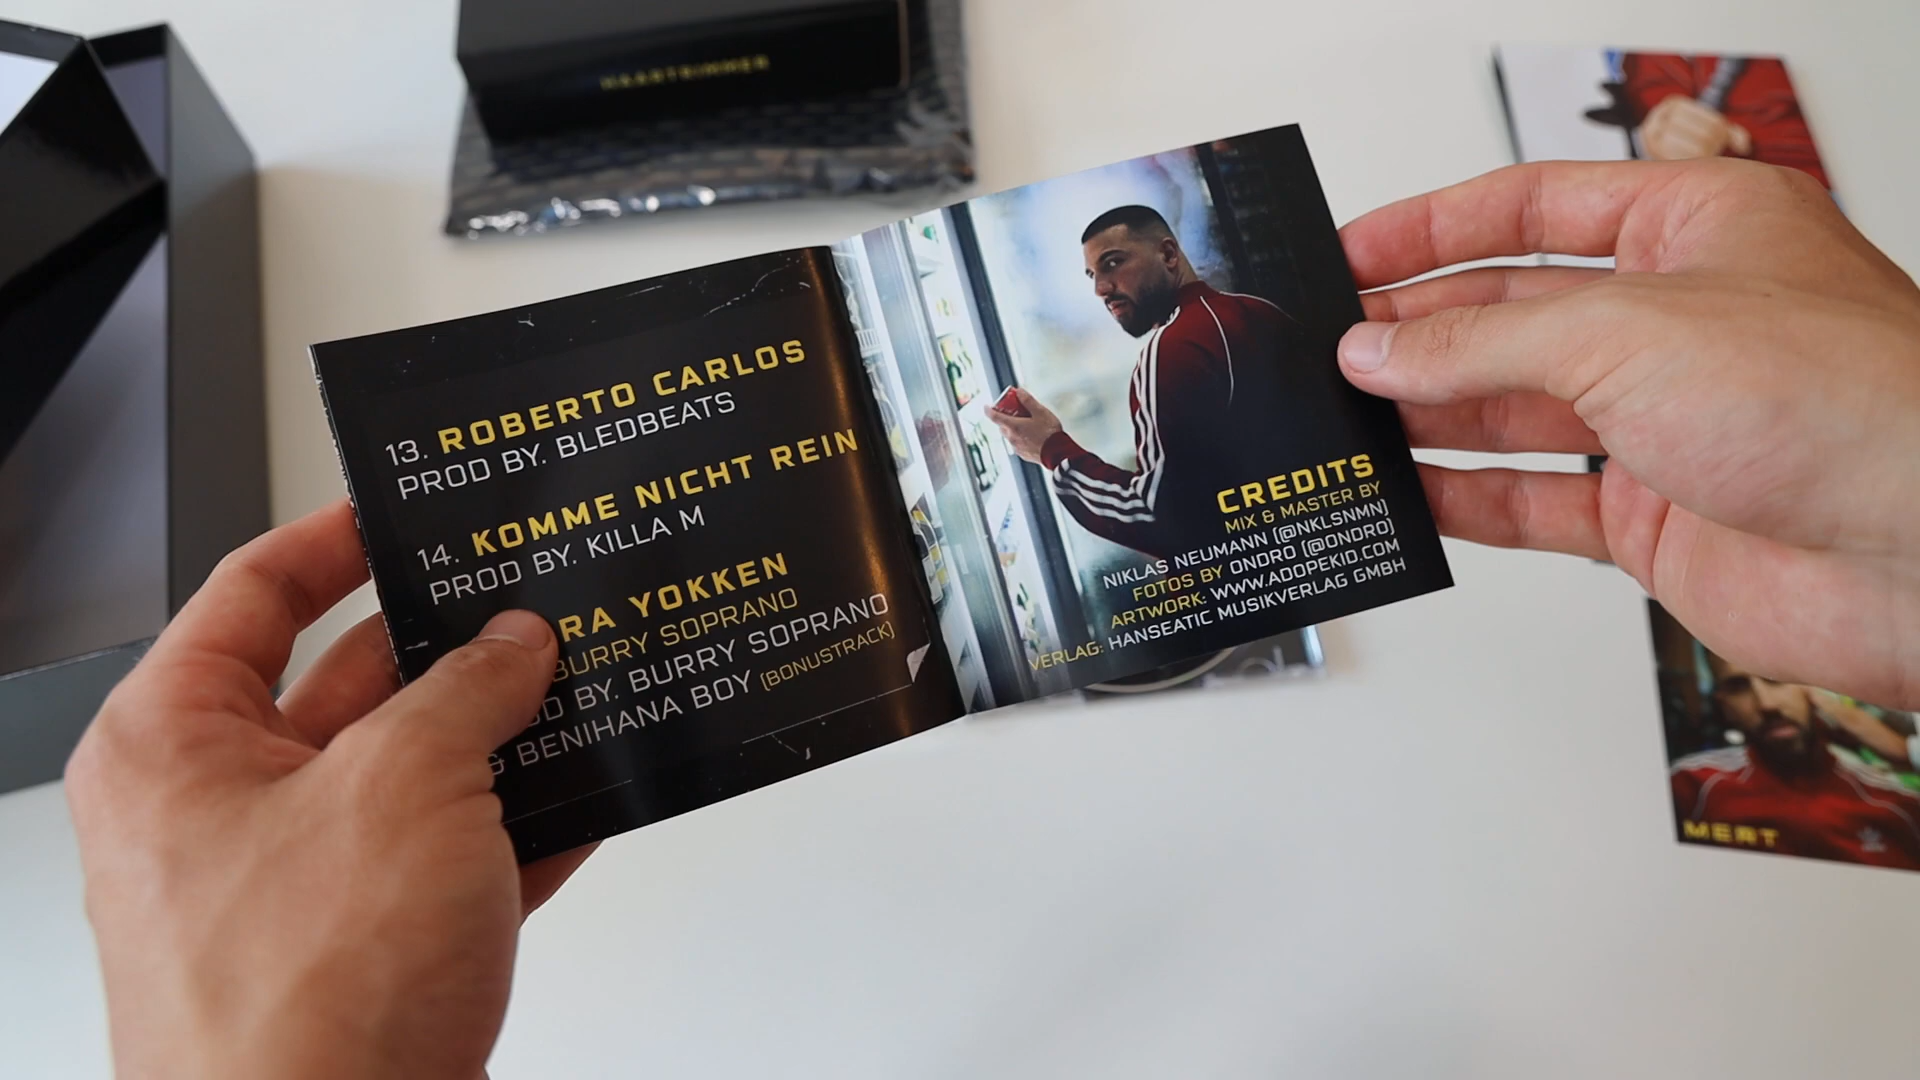 HAARTRIMMER
13. ROBERTO CARLOS
PROD BY. BLEDBEATS
14. KOMME NICHT REIN
PROD BY. KILLA M
YOKKEN
BURRY SOPRANO
BY. BURRY SOPRANO
& BENIHANA BOY (BONUSTRACK)
CREDITS
MIX & MASTER BY
NIKLAS NEUMANN (@NKLSNMN)
FOTOS BY ONDRO (@ONDRO)
ARTWORK: WWW.ADOPEKID.COM
VERLAG: HANSEATIC MUSIKVERLAG GMBH
MERT